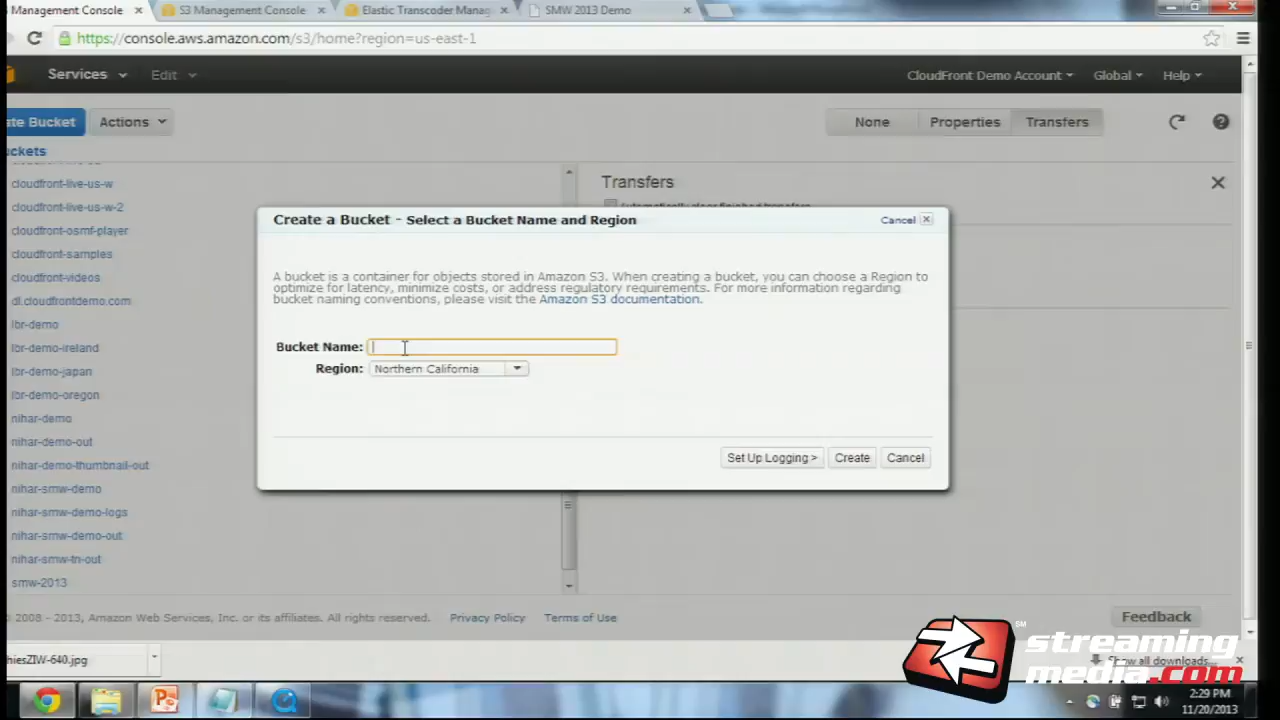 Management Console
S3 Management Console
Elastic Transcoder Manag
SMW 2013 Demo
https://console.aws.amazon.com/s3/home?region=us-east-1
Services
Edit
CloudFront Demo Account
Global
Help
te Bucket
Actions
None
Properties
Transfers
uckets
cloudfront-live-us-w
cloudfront-live-us-w-2
cloudfront-osmf-player
cloudfront-samples
cloudfront-videos
dl.cloudfrontdemo.com
lbr-demo
lbr-demo-ireland
lbr-demo-japan
lbr-demo-oregon
nihar-demo
nihar-demo-out
nihar-demo-thumbnail-out
nihar-smw-demo
nihar-smw-demo-logs
nihar-smw-demo-out
nihar-smw-tn-out
smw-2013
Transfers
Create a Bucket - Select a Bucket Name and Region
Cancel
A bucket is a container for objects stored in Amazon S3. When creating a bucket, you can choose a Region to
optimize for latency, minimize costs, or address regulatory requirements. For more information regarding
bucket naming conventions, please visit the Amazon S3 documentation.
Bucket Name:
Region: Northern California
Set Up Logging >
Create
Cancel
© 2008 - 2013, Amazon Web Services, Inc. or its affiliates. All rights reserved.
Privacy Policy
Terms of Use
Feedback
hiesZIW-640.jpg
Show all downloads...
streaming
media.com
SM
2:29 PM
11/20/2013